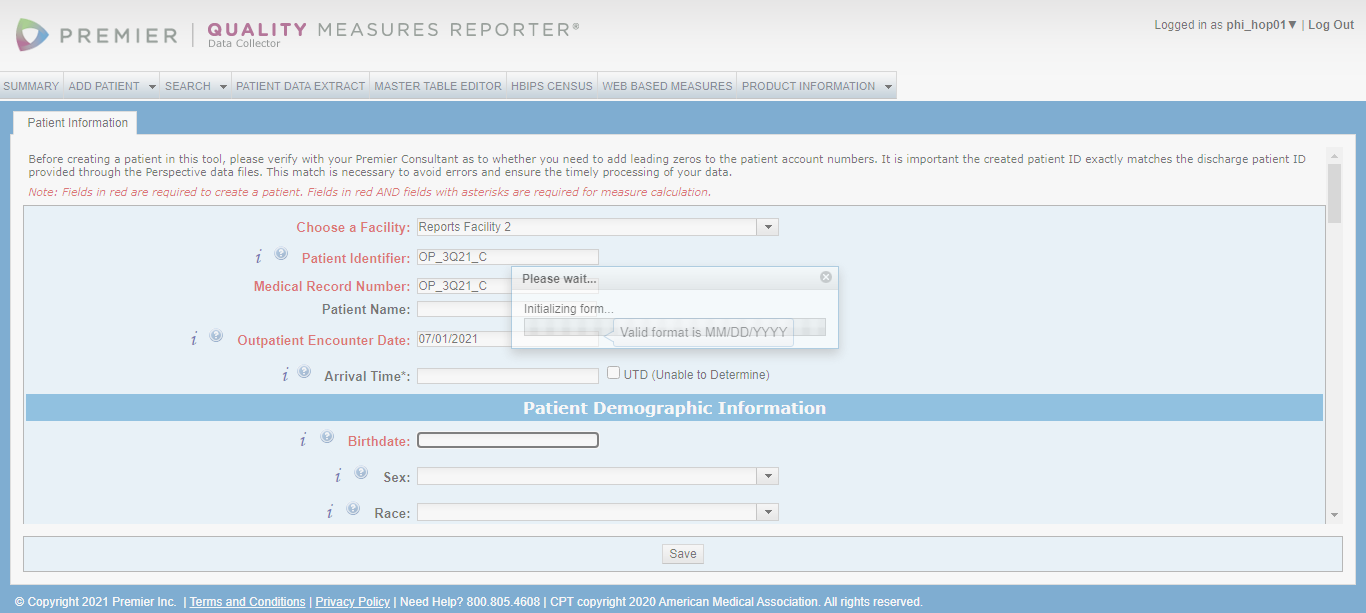 PREMIER | QUALITY MEASURES REPORTER®
Data Collector
Logged in as phi_hop01▼ | Log Out
SUMMARY ADD PATIENT SEARCH PATIENT DATA EXTRACT MASTER TABLE EDITOR HBIPS CENSUS WEB BASED MEASURES PRODUCT INFORMATION
Patient Information
Before creating a patient in this tool, please verify with your Premier Consultant as to whether you need to add leading zeros to the patient account numbers. It is important the created patient ID exactly matches the discharge patient ID
provided through the Perspective data files. This match is necessary to avoid errors and ensure the timely processing of your data.
Note: Fields in red are required to create a patient. Fields in red AND fields with asterisks are required for measure calculation.
Choose a Facility: Reports Facility 2
i ? Patient Identifier: OP_3Q21_C
Please wait...
Medical Record Number: OP_3Q21_C
Patient Name:
Initializing form...
Valid format is MM/DD/YYYY
i ? Outpatient Encounter Date: 07/01/2021
i ? Arrival Time*: UTD (Unable to Determine)
Patient Demographic Information
i ? Birthdate:
i ? Sex:
i ? Race:
Save
© Copyright 2021 Premier Inc. | Terms and Conditions | Privacy Policy | Need Help? 800.805.4608 | CPT copyright 2020 American Medical Association. All rights reserved.